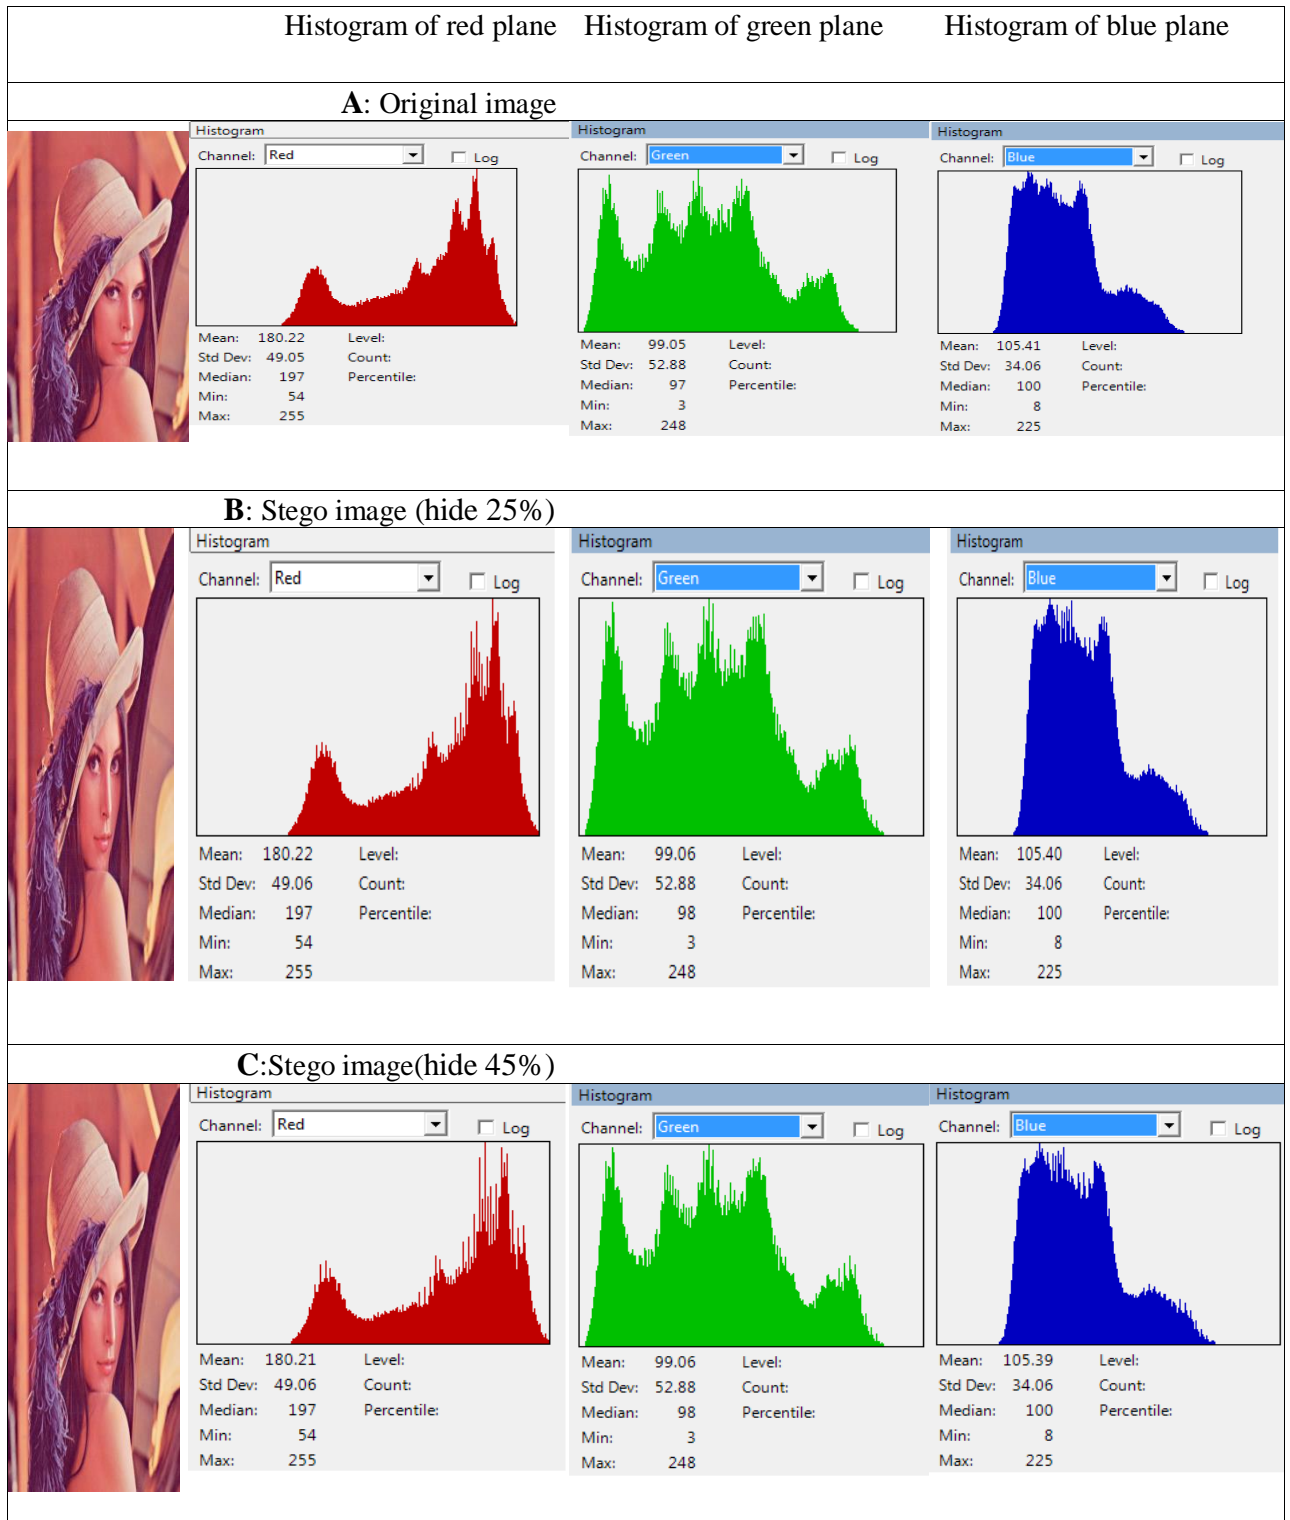 Histogram of red plane Histogram of green plane Histogram of blue plane
A: Original image
Histogram
Channel: Red Log
Mean: 180.22 Level:
Std Dev: 49.05 Count:
Median: 197 Percentile:
Min: 54
Max: 255
Histogram
Channel: Green Log
Mean: 99.05 Level:
Std Dev: 52.88 Count:
Median: 97 Percentile:
Min: 3
Max: 248
Histogram
Channel: Blue Log
Mean: 105.41 Level:
Std Dev: 34.06 Count:
Median: 100 Percentile:
Min: 8
Max: 225
B: Stego image (hide 25%)
Histogram
Channel: Red Log
Mean: 180.22 Level:
Std Dev: 49.06 Count:
Median: 197 Percentile:
Min: 54
Max: 255
Histogram
Channel: Green Log
Mean: 99.06 Level:
Std Dev: 52.88 Count:
Median: 98 Percentile:
Min: 3
Max: 248
Histogram
Channel: Blue Log
Mean: 105.40 Level:
Std Dev: 34.06 Count:
Median: 100 Percentile:
Min: 8
Max: 225
C:Stego image(hide 45%)
Histogram
Channel: Red Log
Mean: 180.21 Level:
Std Dev: 49.06 Count:
Median: 197 Percentile:
Min: 54
Max: 255
Histogram
Channel: Green Log
Mean: 99.06 Level:
Std Dev: 52.88 Count:
Median: 98 Percentile:
Min: 3
Max: 248
Histogram
Channel: Blue Log
Mean: 105.39 Level:
Std Dev: 34.06 Count:
Median: 100 Percentile:
Min: 8
Max: 225